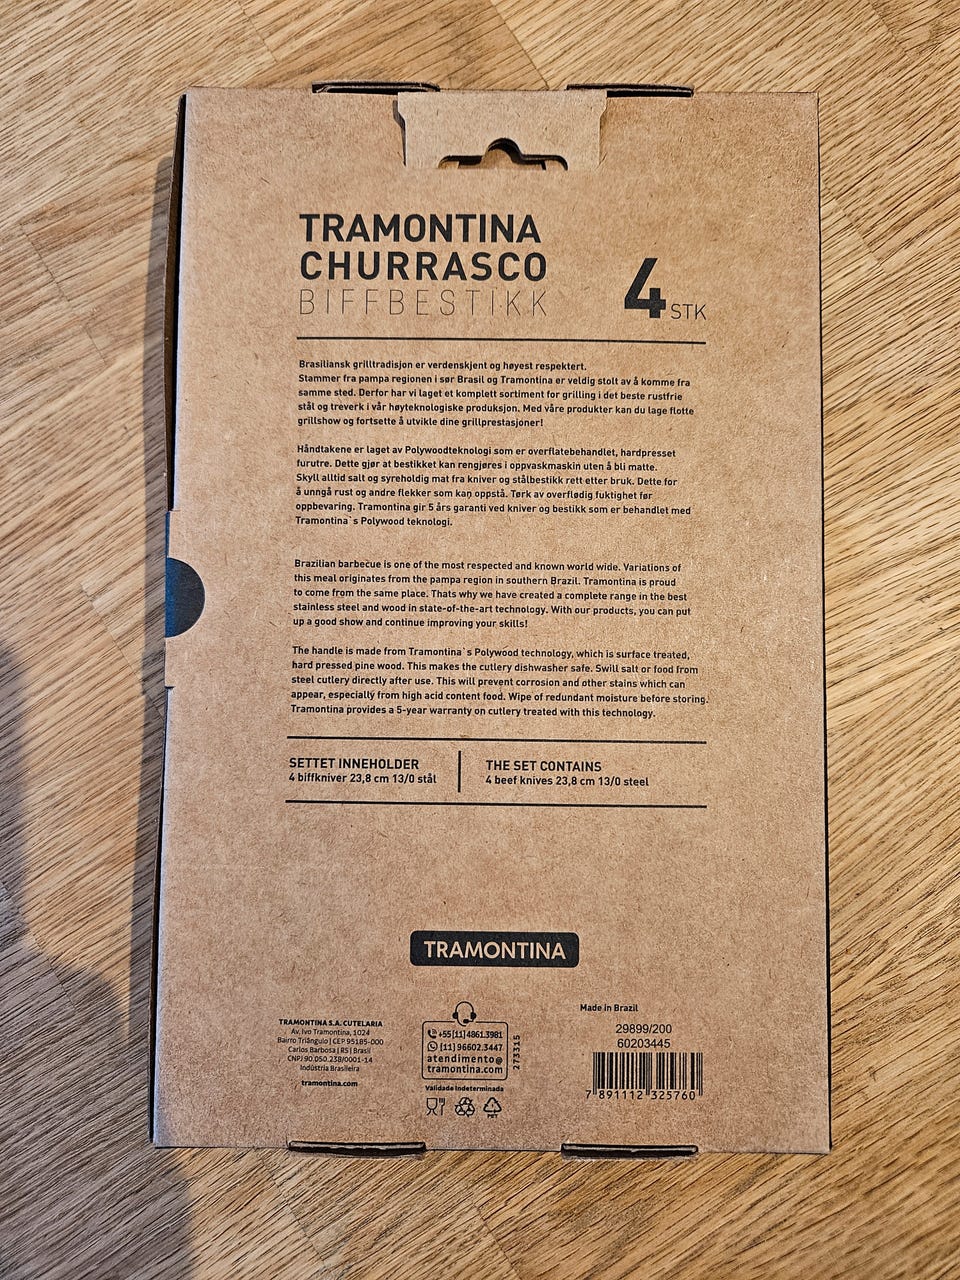 TRAMONTINA
CHURRASCO
BIFFBESTIKK
4 STK
Brasiliansk grilltradisjon er verdenskjent og høyest respektert.
Stammer fra pampa regionen i sør Brasil og Tramontina er veldig stolt av å komme fra
samme sted. Derfor har vi laget et komplett sortiment for grilling i det beste rustfrie
stål og treverk i vår høyteknologiske produksjon. Med våre produkter kan du lage flotte
grillshow og fortsette å utvikle dine grillprestasjoner!
Håndtakene er laget av Polywoodteknologi som er overflatebehandlet, hardpresset
furutre. Dette gjør at bestikket kan rengjøres i oppvaskmaskin uten å bli matte.
Skyll alltid salt og syreholdig mat fra kniver og stålbestikk rett etter bruk. Dette for
å unngå rust og andre flekker som kan oppstå. Tørk av overflødig fuktighet før
oppbevaring. Tramontina gir 5 års garanti ved kniver og bestikk som er behandlet med
Tramontina`s Polywood teknologi.
Brazilian barbecue is one of the most respected and known world wide. Variations of
this meal originates from the pampa region in southern Brazil. Tramontina is proud
to come from the same place. Thats why we have created a complete range in the best
stainless steel and wood in state-of-the-art technology. With our products, you can put
up a good show and continue improving your skills!
The handle is made from Tramontina`s Polywood technology, which is surface treated,
hard pressed pine wood. This makes the cutlery dishwasher safe. Swill salt or food from
steel cutlery directly after use. This will prevent corrosion and other stains which can
appear, especially from high acid content food. Wipe of redundant moisture before storing.
Tramontina provides a 5-year warranty on cutlery treated with this technology.
SETTET INNEHOLDER
4 biffkniver 23,8 cm 13/0 stål
THE SET CONTAINS
4 beef knives 23,8 cm 13/0 steel
TRAMONTINA
TRAMONTINA S.A. CUTELARIA
Av. Ivo Tramontina, 1024
Bairro Triângulo | CEP 95185-000
Carlos Barbosa | RS | Brasil
CNPJ 90.050.238/0001-14
Indústria Brasileira
tramontina.com
+55 [11] 4861.3981
[11] 96602.3447
atendimento@
tramontina.com
273315
Validade Indeterminada
PET
Made in Brazil
29899/200
60203445
7 891112 325760